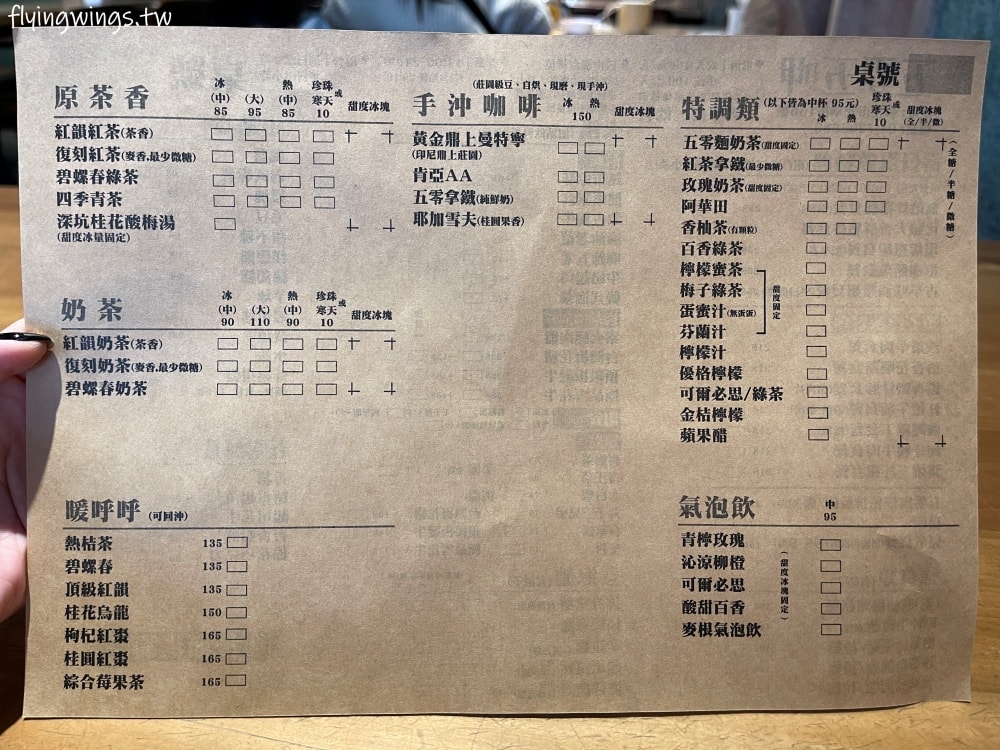 flyingwings.tw
桌號
原茶香
冰 (中) 85
(大) 95
熱 (中) 85
珍珠或寒天 10
甜度冰塊
紅韻紅茶(茶香)
復刻紅茶(麥香,最少微糖)
碧螺春綠茶
四季青茶
深坑桂花酸梅湯
(甜度冰量固定)
奶茶
冰 (中) 90
(大) 110
熱 (中) 90
珍珠或寒天 10
甜度冰塊
紅韻奶茶(茶香)
復刻奶茶(麥香,最少微糖)
碧螺春奶茶
暖呼呼(可回沖)
熱桔茶 135
碧螺春 135
頂級紅韻 135
桂花烏龍 150
枸杞紅棗 165
桂圓紅棗 165
綜合莓果茶 165
(莊園級豆、自烘、現磨、現手沖)
手沖咖啡
冰 熱
150
甜度冰塊
黃金鼎上曼特寧
(印尼鼎上莊園)
肯亞AA
五零拿鐵(純鮮奶)
耶加雪夫(桂圓果香)
特調類(以下皆為中杯 95元)
冰 熱
珍珠或寒天 10
甜度冰塊
(全/半/微)
五零麵奶茶(甜度固定)
紅茶拿鐵(最少微糖)
玫瑰奶茶(甜度固定)
阿華田
香柚茶(有顆粒)
百香綠茶
檸檬蜜茶
梅子綠茶
蛋蜜汁(無蛋蛋)
芬蘭汁
甜度固定
檸檬汁
優格檸檬
可爾必思/綠茶
金桔檸檬
蘋果醋
(全糖/半糖/微糖)
氣泡飲
中
95
青檸玫瑰
沁涼柳橙
可爾必思
酸甜百香
麥根氣泡飲
(甜度冰塊固定)